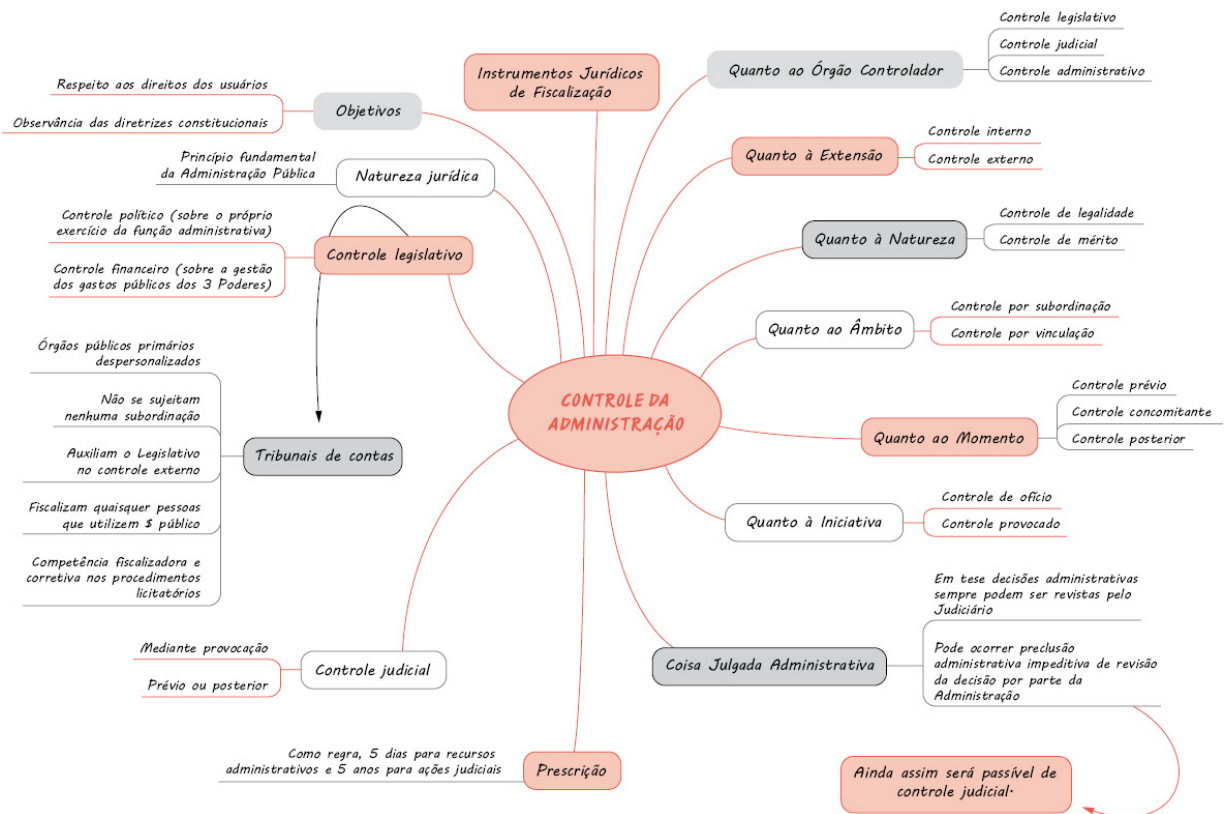 CONTROLE DA
ADMINISTRAÇÃO
Instrumentos Jurídicos
de Fiscalização
Quanto ao Órgão Controlador
Controle legislativo
Controle judicial
Controle administrativo
Quanto à Extensão
Controle interno
Controle externo
Quanto à Natureza
Controle de legalidade
Controle de mérito
Quanto ao Âmbito
Controle por subordinação
Controle por vinculação
Quanto ao Momento
Controle prévio
Controle concomitante
Controle posterior
Quanto à Iniciativa
Controle de ofício
Controle provocado
Coisa Julgada Administrativa
Em tese decisões administrativas
sempre podem ser revistas pelo
Judiciário
Pode ocorrer preclusão
administrativa impeditiva de revisão
da decisão por parte da
Administração
Ainda assim será passível de
controle judicial.
Objetivos
Respeito aos direitos dos usuários
Observância das diretrizes constitucionais
Natureza jurídica
Princípio fundamental
da Administração Pública
Controle legislativo
Controle político (sobre o próprio
exercício da função administrativa)
Controle financeiro (sobre a gestão
dos gastos públicos dos 3 Poderes)
Tribunais de contas
Órgãos públicos primários
despersonalizados
Não se sujeitam
nenhuma subordinação
Auxiliam o Legislativo
no controle externo
Fiscalizam quaisquer pessoas
que utilizem $ público
Competência fiscalizadora e
corretiva nos procedimentos
licitatórios
Controle judicial
Mediante provocação
Prévio ou posterior
Prescrição
Como regra, 5 dias para recursos
administrativos e 5 anos para ações judiciais